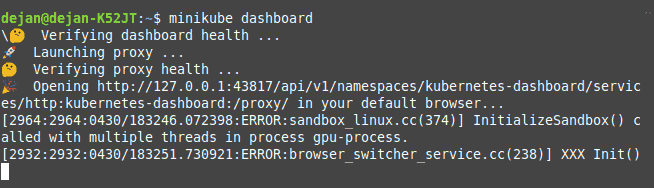 dejan@dejan-K52JT:~$ minikube dashboard
\🤔  Verifying dashboard health ...
🚀  Launching proxy ...
🤔  Verifying proxy health ...
🎉  Opening http://127.0.0.1:43817/api/v1/namespaces/kubernetes-dashboard/servic
es/http:kubernetes-dashboard:/proxy/ in your default browser...
[2964:2964:0430/183246.072398:ERROR:sandbox_linux.cc(374)] InitializeSandbox() c
alled with multiple threads in process gpu-process.
[2932:2932:0430/183251.730921:ERROR:browser_switcher_service.cc(238)] XXX Init()